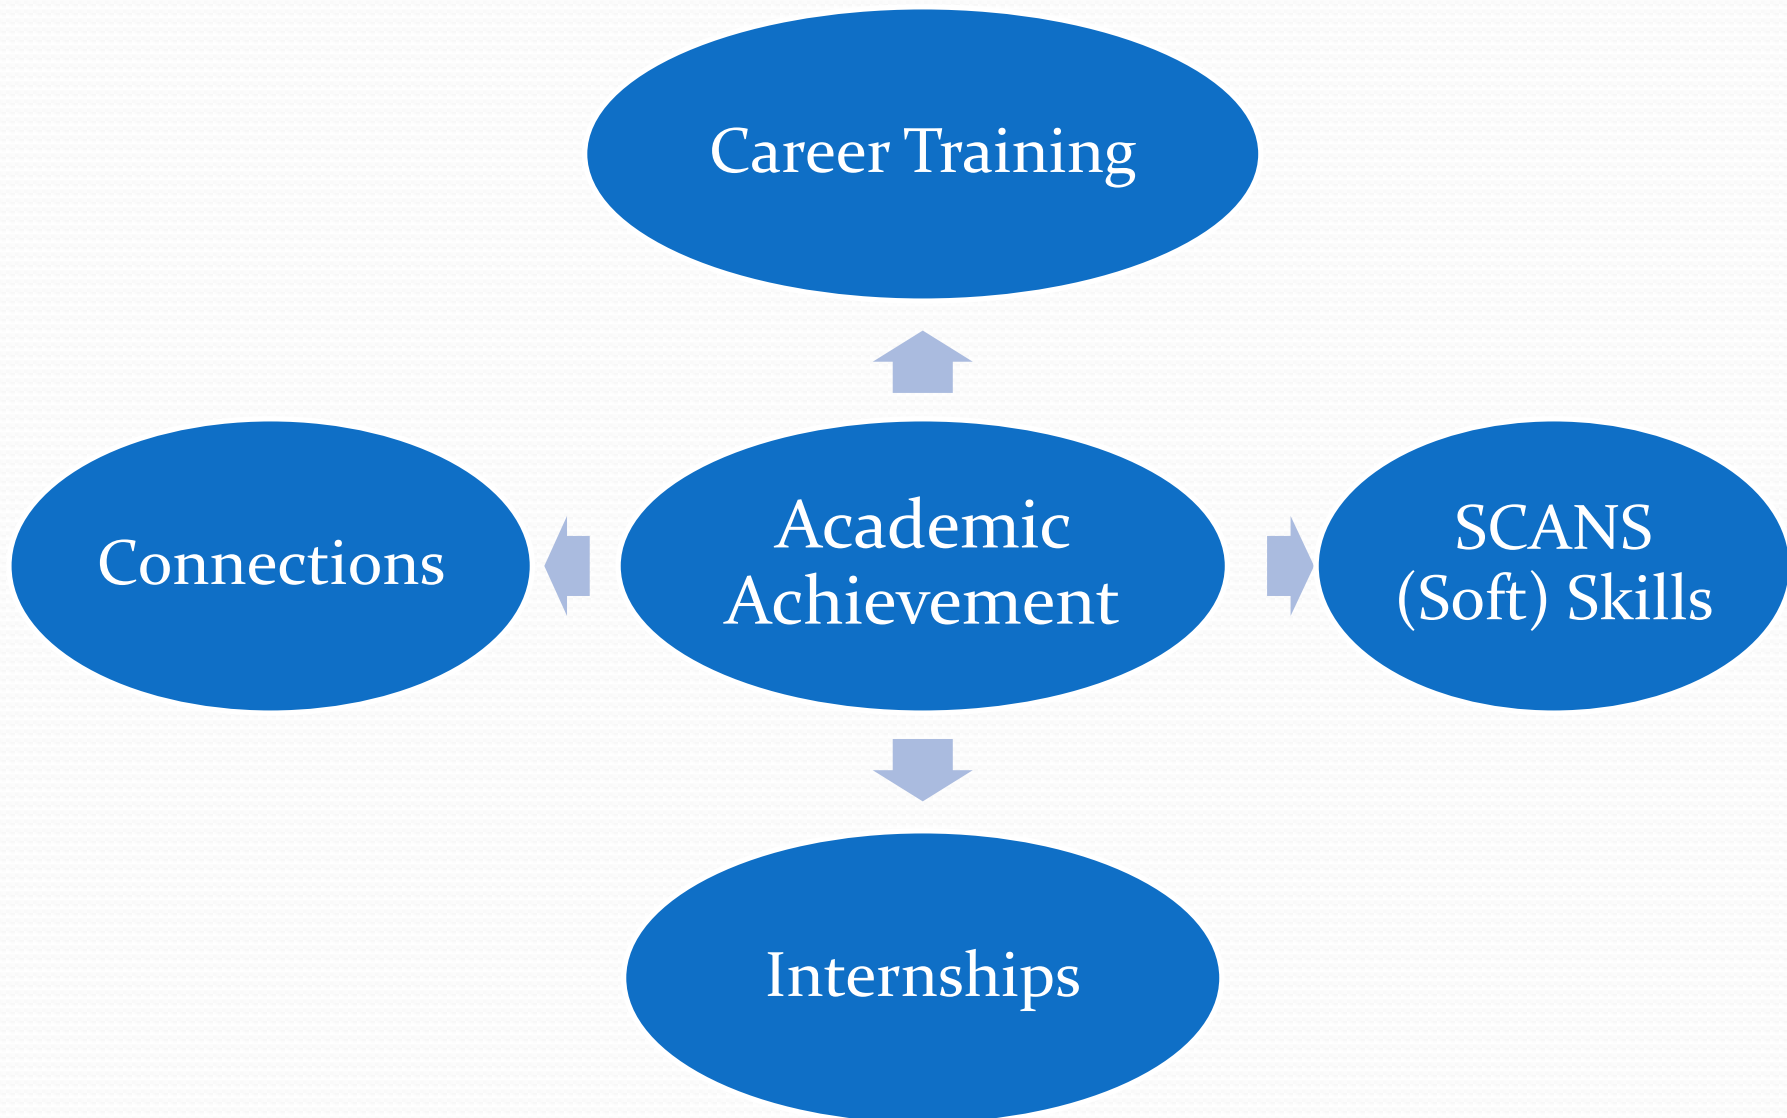 Career Training
Connections
Academic
Achievement
SCANS
(Soft) Skills
Internships